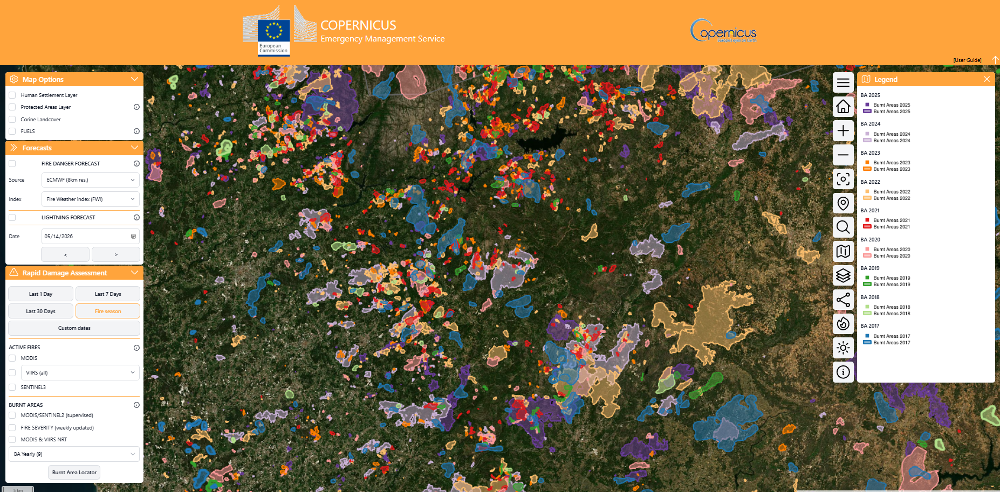 COPERNICUS
Emergency Management Service
European
Commission
opernicus
Europe's eyes on Earth
[User Guide]
Map Options
Human Settlement Layer
Protected Areas Layer
Corine Landcover
FUELS
Forecasts
FIRE DANGER FORECAST
Source
ECMWF (8km res.)
Index
Fire Weather index (FWI)
LIGHTNING FORECAST
Date
05/14/2026
<
>
Rapid Damage Assessment
Last 1 Day
Last 7 Days
Last 30 Days
Fire season
Custom dates
ACTIVE FIRES
MODIS
VIIRS (all)
SENTINEL3
BURNT AREAS
MODIS/SENTINEL2 (supervised)
FIRE SEVERITY (weekly updated)
MODIS & VIIRS NRT
BA Yearly (9)
Burnt Area Locator
5 km
Legend
BA 2025
Burnt Areas 2025
Burnt Areas 2025
BA 2024
Burnt Areas 2024
Burnt Areas 2024
BA 2023
Burnt Areas 2023
Burnt Areas 2023
BA 2022
Burnt Areas 2022
Burnt Areas 2022
BA 2021
Burnt Areas 2021
Burnt Areas 2021
BA 2020
Burnt Areas 2020
Burnt Areas 2020
BA 2019
Burnt Areas 2019
Burnt Areas 2019
BA 2018
Burnt Areas 2018
Burnt Areas 2018
BA 2017
Burnt Areas 2017
Burnt Areas 2017